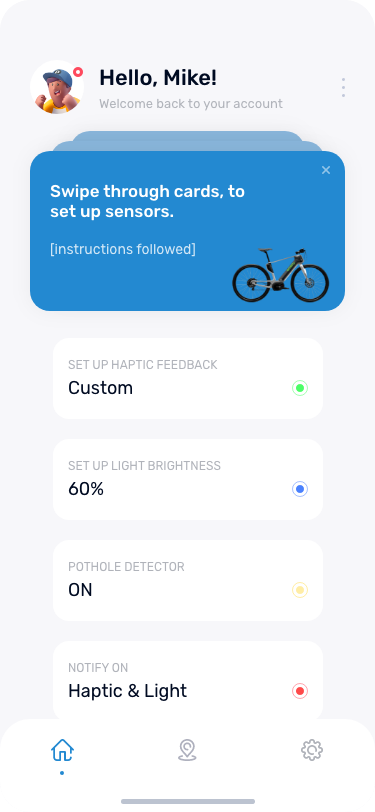 Hello, Mike!
Welcome back to your account
Swipe through cards, to
set up sensors.
[instructions followed]
SET UP HAPTIC FEEDBACK
Custom
SET UP LIGHT BRIGHTNESS
60%
POTHOLE DETECTOR
ON
NOTIFY ON
Haptic & Light